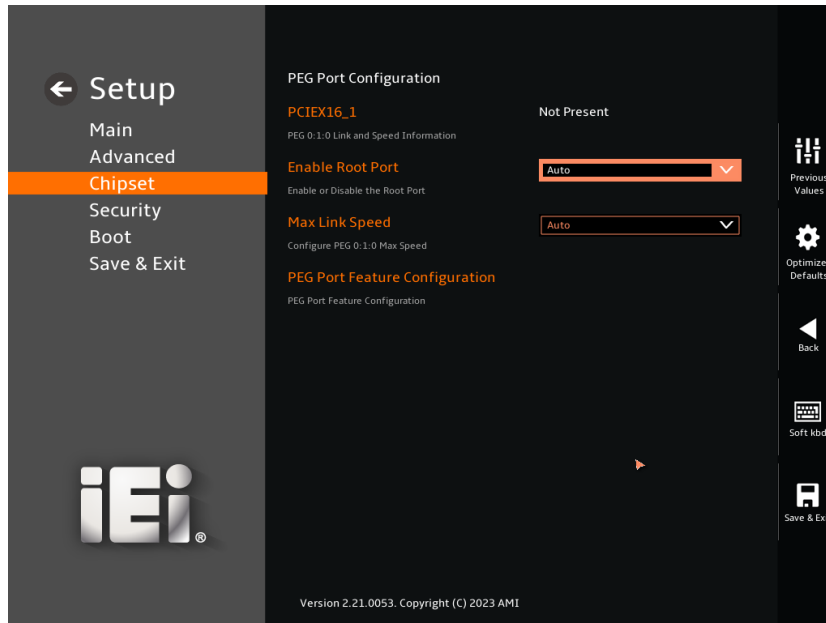 Setup
Main
Advanced
Chipset
Security
Boot
Save & Exit
iEi ®
PEG Port Configuration
PCIEX16_1 Not Present
PEG 0:1:0 Link and Speed Information
Enable Root Port Auto
Enable or Disable the Root Port
Max Link Speed Auto
Configure PEG 0:1:0 Max Speed
PEG Port Feature Configuration
PEG Port Feature Configuration
Version 2.21.0053. Copyright (C) 2023 AMI
Previous
Values
Optimize
Defaults
Back
Soft kbd
Save & Ex